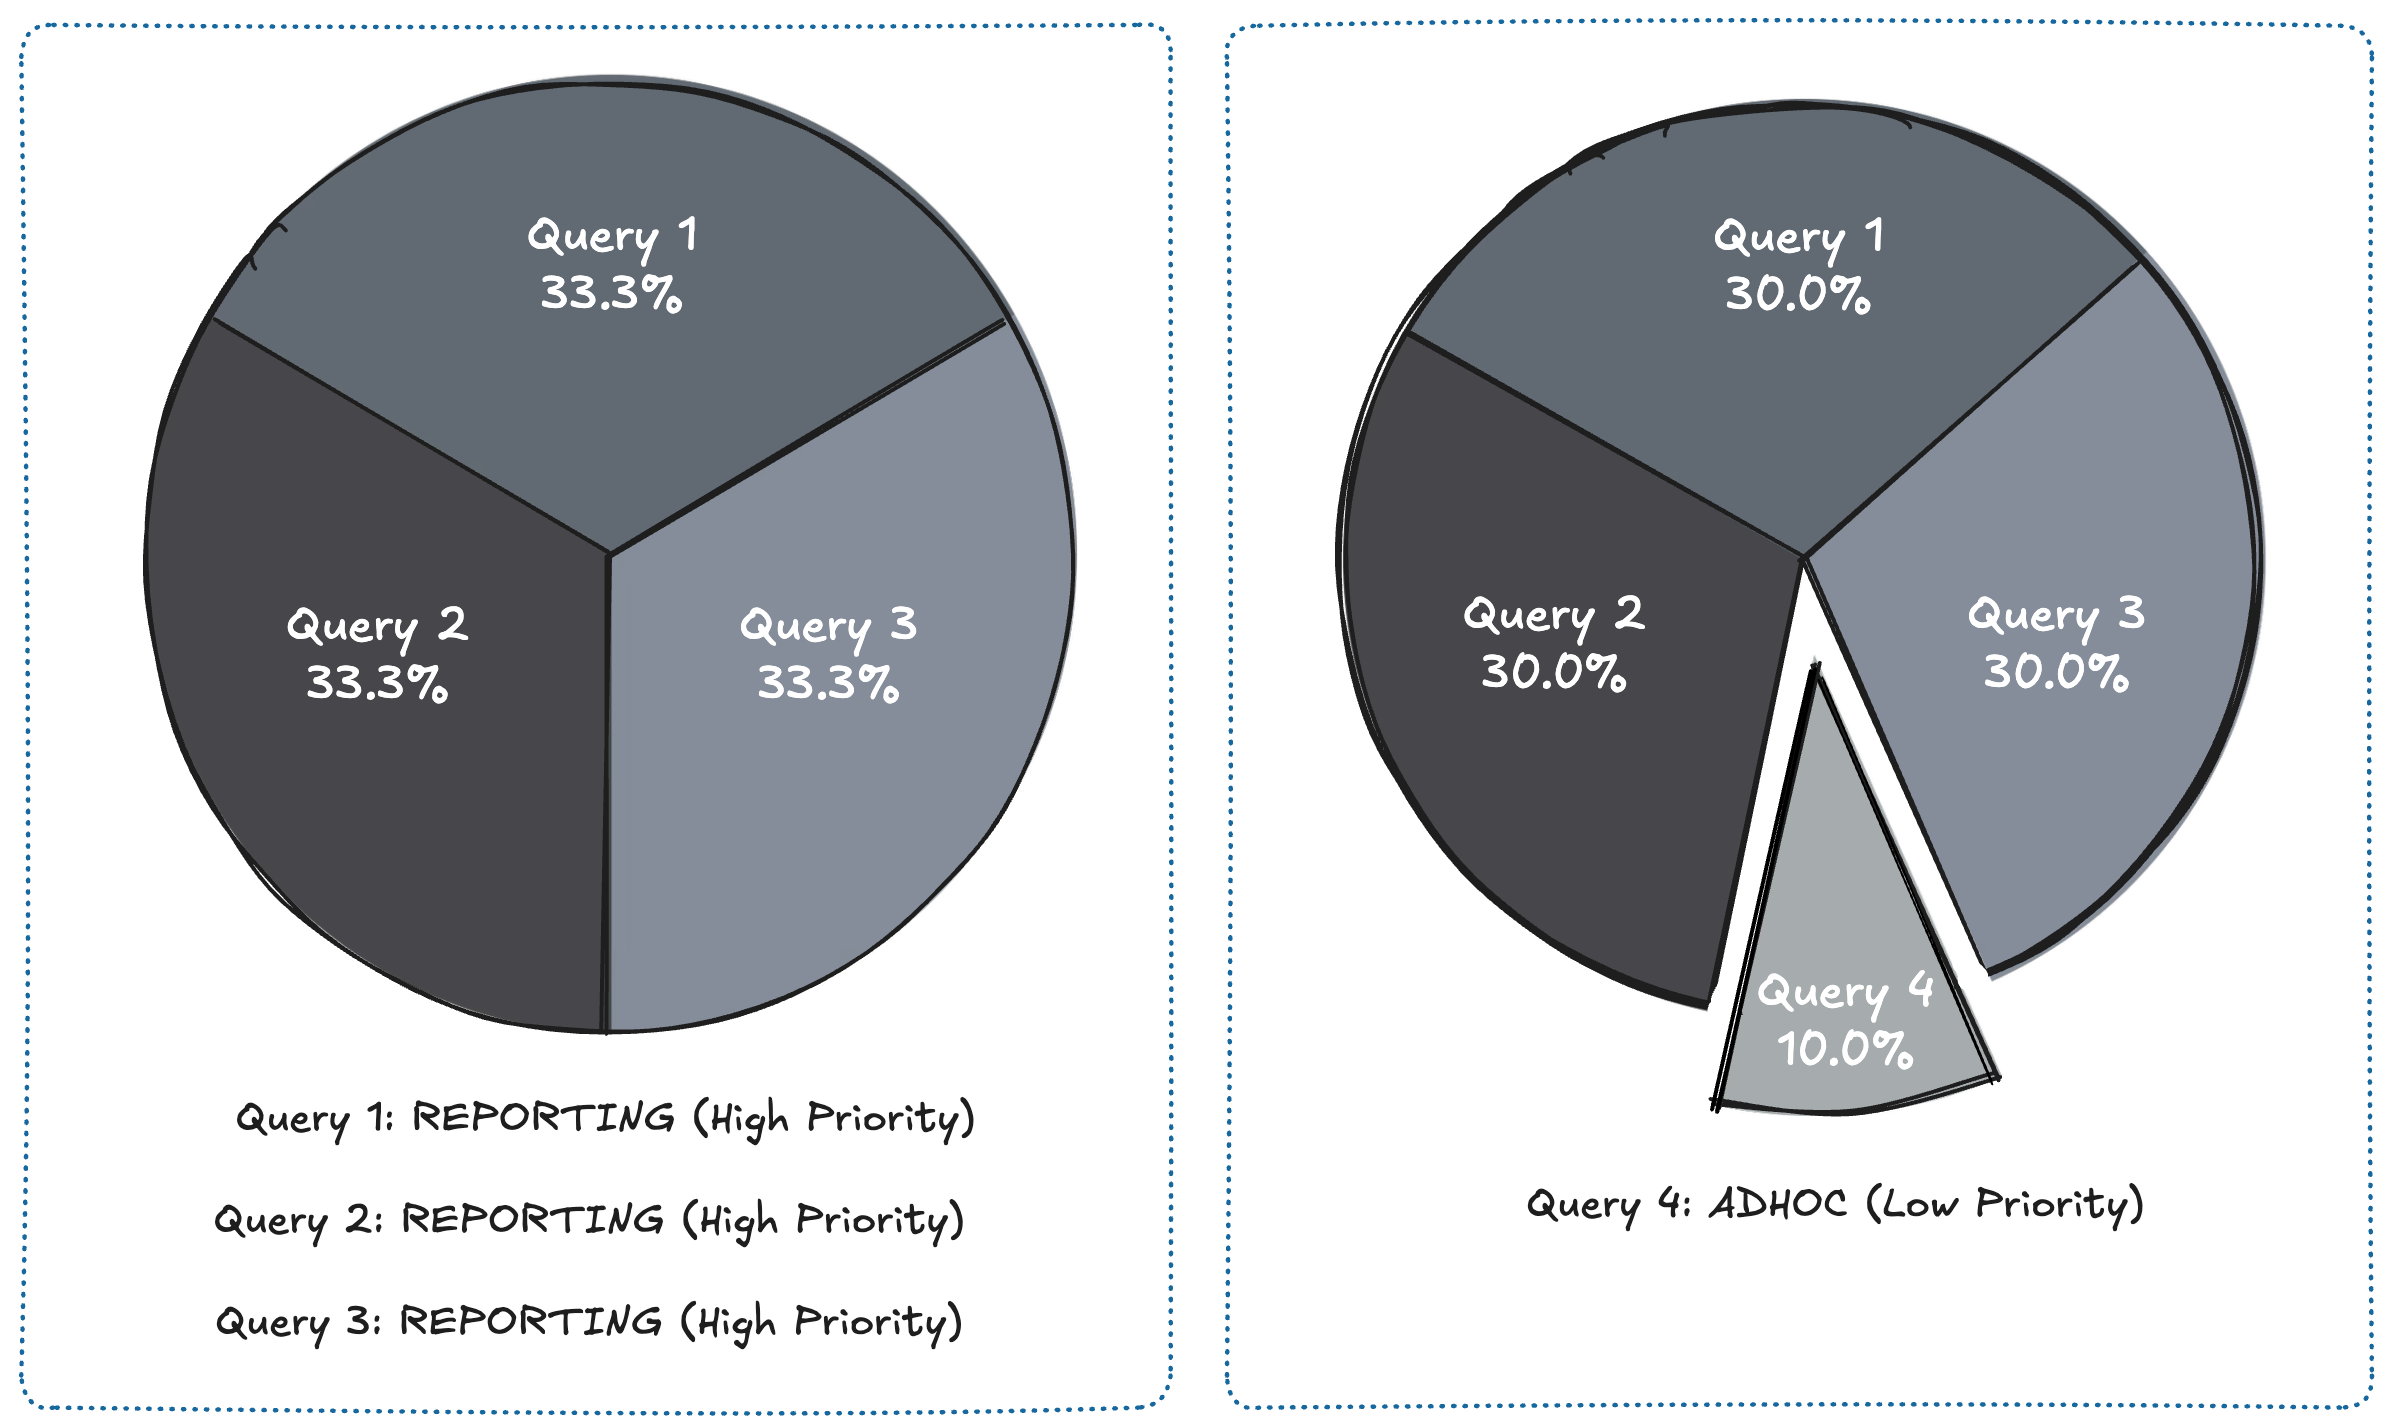 Query 1
33.3%
Query 2
33.3%
Query 3
33.3%
Query 1: REPORTING (High Priority)
Query 2: REPORTING (High Priority)
Query 3: REPORTING (High Priority)
Query 1
30.0%
Query 2
30.0%
Query 3
30.0%
Query 4
10.0%
Query 4: ADHOC (Low Priority)